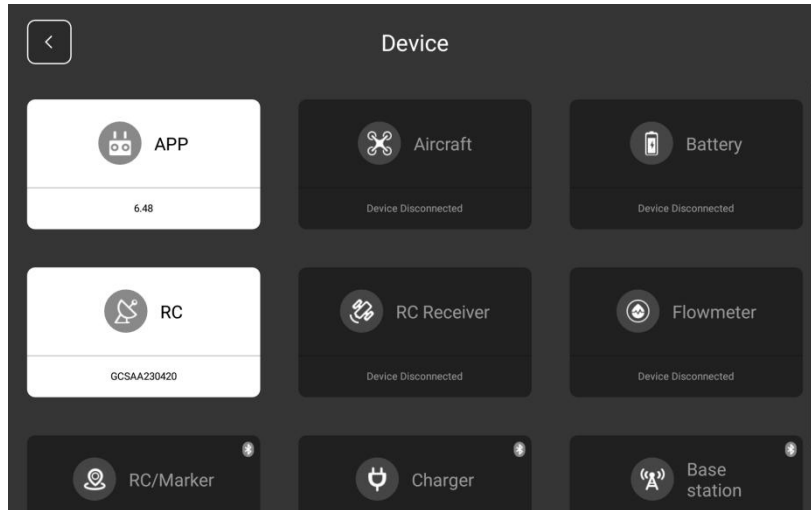 Device
APP
Aircraft
Battery
6.48
Device Disconnected
Device Disconnected
RC
RC Receiver
Flowmeter
GCSAA230420
Device Disconnected
Device Disconnected
RC/Marker
Charger
Base
station